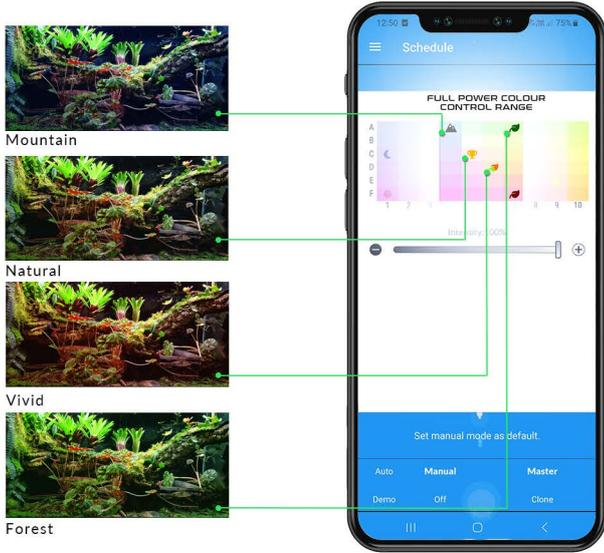 Mountain
Natural
Vivid
Forest
12:50
75%
Schedule
FULL POWER COLOUR
CONTROL RANGE
A
B
C
D
E
F
1 2 3 8 9 10
Intensity: 100%
Set manual mode as default.
Auto Manual Master
Demo Off Clone